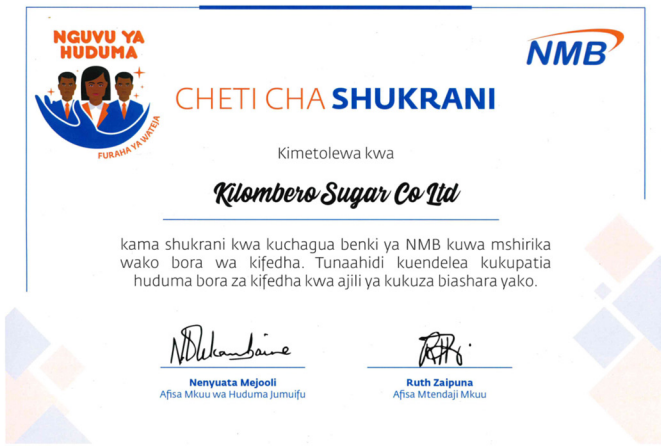 NGUVU YA
HUDUMA
FURAHA YA WATEJA
NMB
CHETI CHA SHUKRANI
Kimetolewa kwa
Kilombero Sugar Co Ltd
kama shukrani kwa kuchagua benki ya NMB kuwa mshirika
wako bora wa kifedha. Tunaahidi kuendelea kukupatia
huduma bora za kifedha kwa ajili ya kukuza biashara yako.
Nenyuata Mejooli
Afisa Mkuu wa Huduma Jumuifu
Ruth Zaipuna
Afisa Mtendaji Mkuu